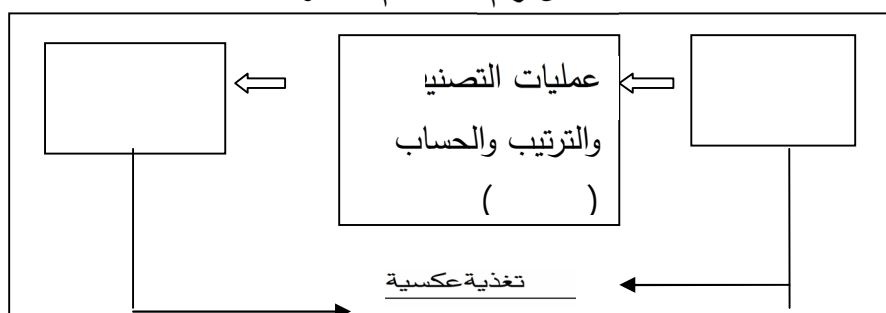 عمليات التصنيف
والترتيب والحساب
( )
تغذية عكسية